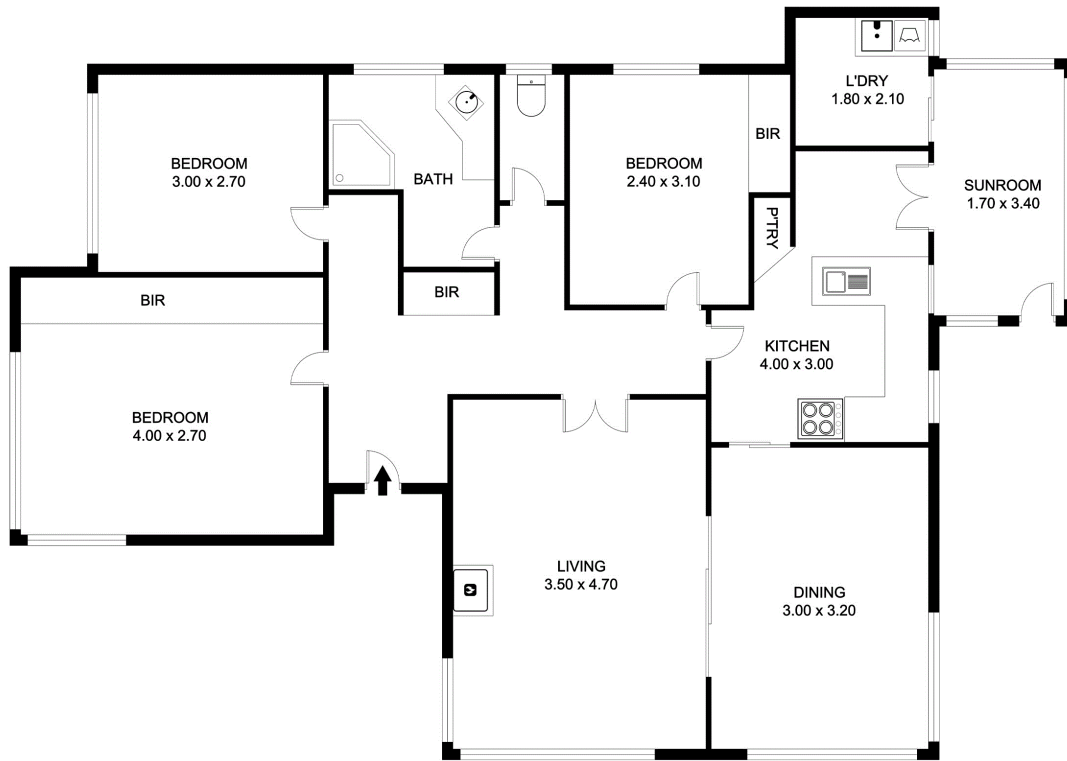 L'DRY
1.80 x 2.10
BEDROOM
3.00 x 2.70
BATH
BEDROOM
2.40 x 3.10
BIR
P'TRY
SUNROOM
1.70 x 3.40
BIR
BIR
KITCHEN
4.00 x 3.00
BEDROOM
4.00 x 2.70
LIVING
3.50 x 4.70
DINING
3.00 x 3.20